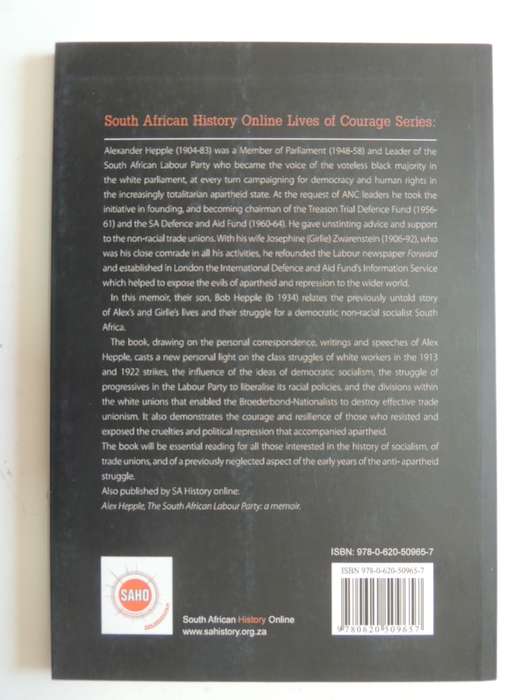 South African History Online Lives of Courage Series:
Alexander Hepple (1904-83) was a Member of Parliament (1948-58) and Leader of the
South African Labour Party who became the voice of the voteless black majority in
the white parliament, at every turn campaigning for democracy and human rights in
the increasingly totalitarian apartheid state. At the request of ANC leaders he took the
initiative in founding, and becoming chairman of the Treason Trial Defence Fund (1956-
61) and the SA Defence and Aid Fund (1960-64). He gave unstinting advice and support
to the non-racial trade unions. With his wife Josephine (Girlie) Zwarenstein (1906-92), who
was his close comrade in all his activities, he refounded the Labour newspaper Forward
and established in London the International Defence and Aid Fund's Information Service
which helped to expose the evils of apartheid and repression to the wider world.
In this memoir, their son, Bob Hepple (b 1934) relates the previously untold story
of Alex's and Girlie's lives and their struggle for a democratic non-racial socialist South
Africa.
The book, drawing on the personal correspondence, writings and speeches of Alex
Hepple, casts a new personal light on the class struggles of white workers in the 1913
and 1922 strikes, the influence of the ideas of democratic socialism, the struggle of
progressives in the Labour Party to liberalise its racial policies, and the divisions within
the white unions that enabled the Broederbond-Nationalists to destroy effective trade
unionism. It also demonstrates the courage and resilience of those who resisted and
exposed the cruelties and political repression that accompanied apartheid.
The book will be essential reading for all those interested in the history of socialism, of
trade unions, and of a previously neglected aspect of the early years of the anti-apartheid
struggle.
Also published by SA History online:
Alex Hepple, The South African Labour Party: a memoir.
ISBN: 978-0-620-50965-7
ISBN 978-0-620-50965-7
9 780620 509657
SAHO
South African History Online
www.sahistory.org.za